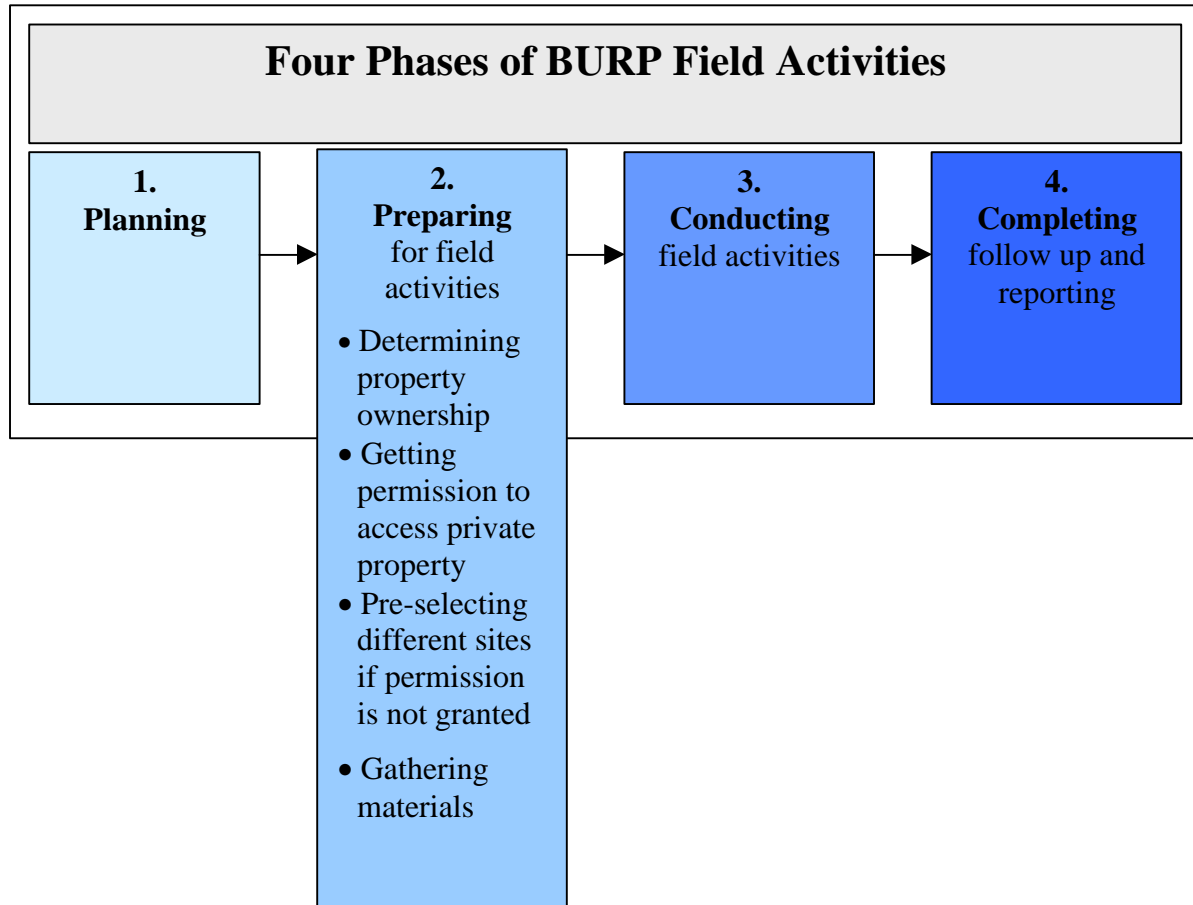 Four Phases of BURP Field Activities
1.
Planning
2.
Preparing
for field
activities
• Determining
property
ownership
• Getting
permission to
access private
property
• Pre-selecting
different sites
if permission
is not granted
• Gathering
materials
3.
Conducting
field activities
4.
Completing
follow up and
reporting